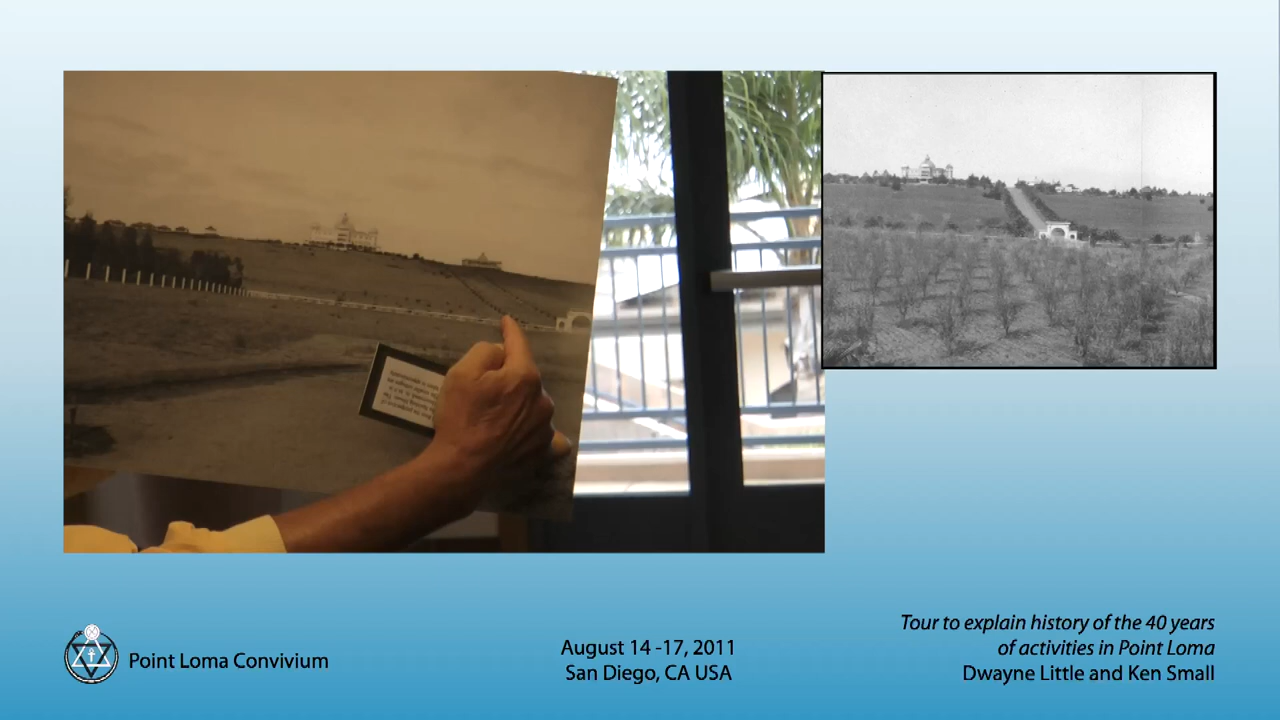 Point Loma Convivium
August 14 -17, 2011
San Diego, CA USA
Tour to explain history of the 40 years
of activities in Point Loma
Dwayne Little and Ken Small